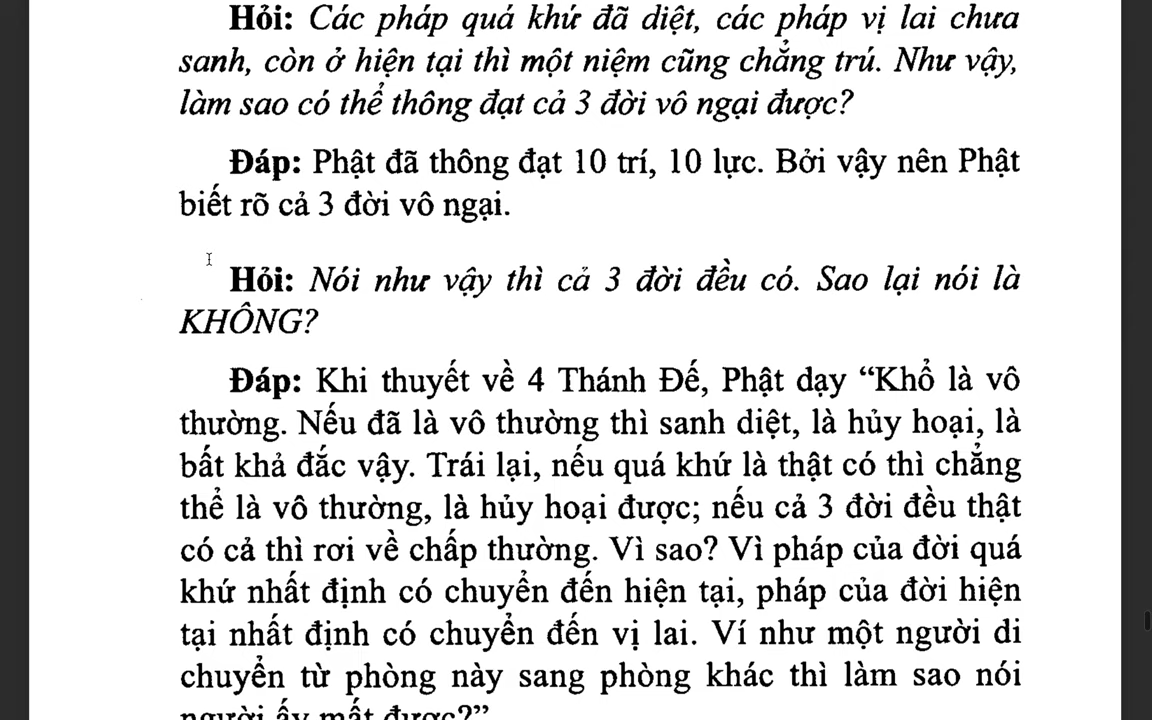 Hỏi: Các pháp quá khứ đã diệt, các pháp vị lai chưa
sanh, còn ở hiện tại thì một niệm cũng chẳng trú. Như vậy,
làm sao có thể thông đạt cả 3 đời vô ngại được?
Đáp: Phật đã thông đạt 10 trí, 10 lực. Bởi vậy nên Phật
biết rõ cả 3 đời vô ngại.
Hỏi: Nói như vậy thì cả 3 đời đều có. Sao lại nói là
KHÔNG?
Đáp: Khi thuyết về 4 Thánh Đế, Phật dạy “Khổ là vô
thường. Nếu đã là vô thường thì sanh diệt, là hủy hoại, là
bất khả đắc vậy. Trái lại, nếu quá khứ là thật có thì chẳng
thể là vô thường, là hủy hoại được; nếu cả 3 đời đều thật
có cả thì rơi về chấp thường. Vì sao? Vì pháp của đời quá
khứ nhất định có chuyển đến hiện tại, pháp của đời hiện
tại nhất định có chuyển đến vị lai. Ví như một người di
chuyển từ phòng này sang phòng khác thì làm sao nói
người ấy mất được?”